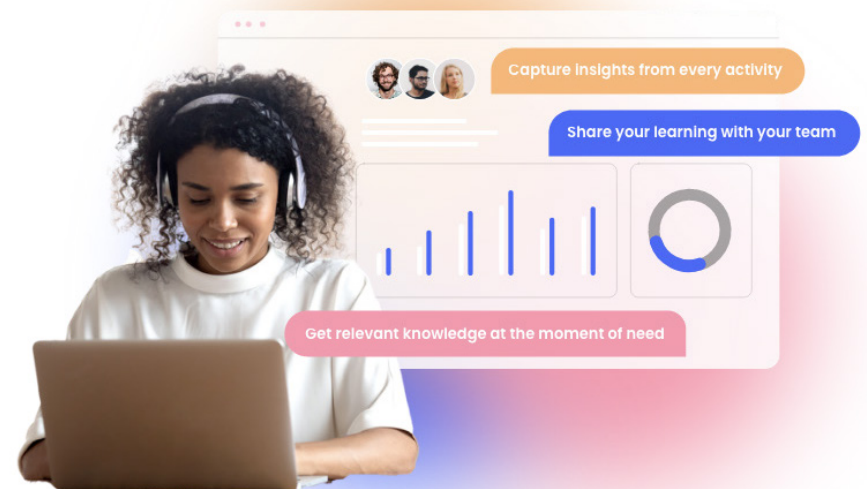 Capture insights from every activity
Share your learning with your team
Get relevant knowledge at the moment of need